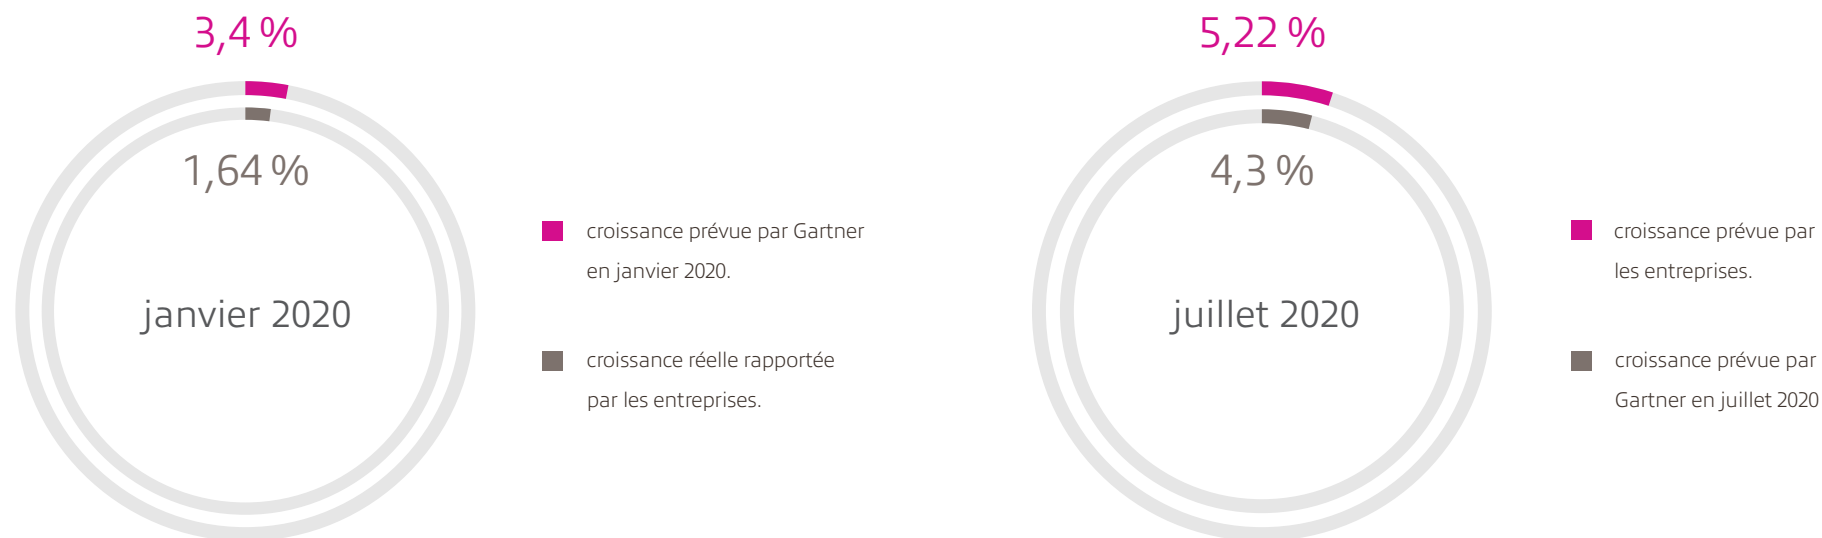 3,4 %
1,64 %
janvier 2020
croissance prévue par Gartner
en janvier 2020.
croissance réelle rapportée
par les entreprises.
5,22 %
4,3 %
juillet 2020
croissance prévue par
les entreprises.
croissance prévue par
Gartner en juillet 2020